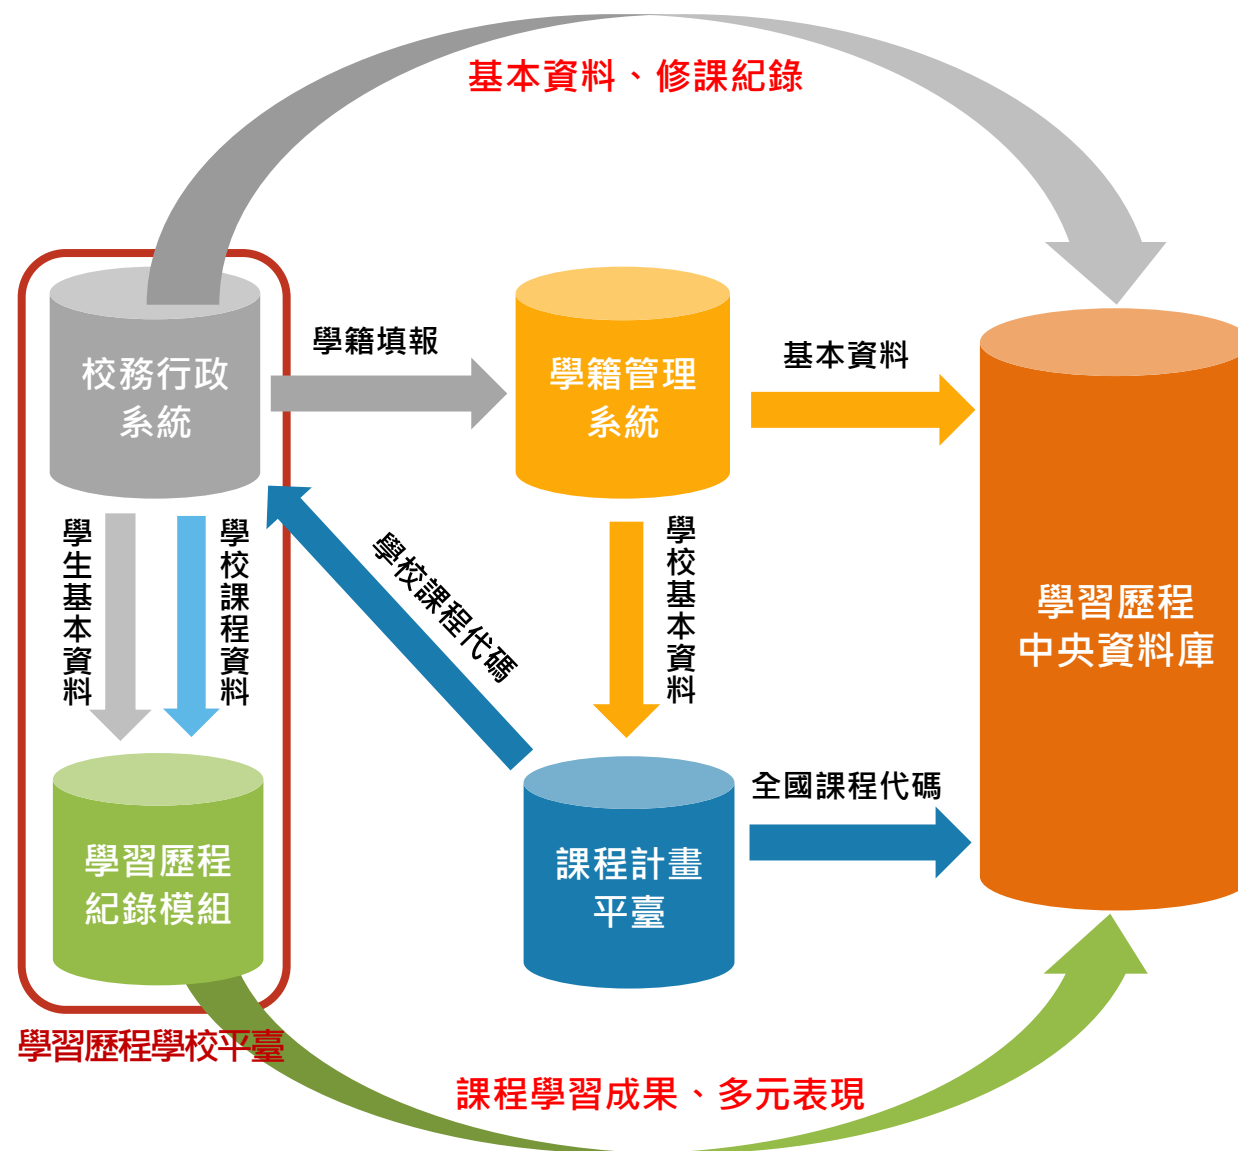 基本資料、修課紀錄
校務行政
系統
學籍填報
學籍管理
系統
基本資料
學生基本資料
學校課程資料
學校課程代碼
學校基本資料
學習歷程
中央資料庫
學習歷程
紀錄模組
課程計畫
平臺
全國課程代碼
學習歷程學校平臺
課程學習成果、多元表現